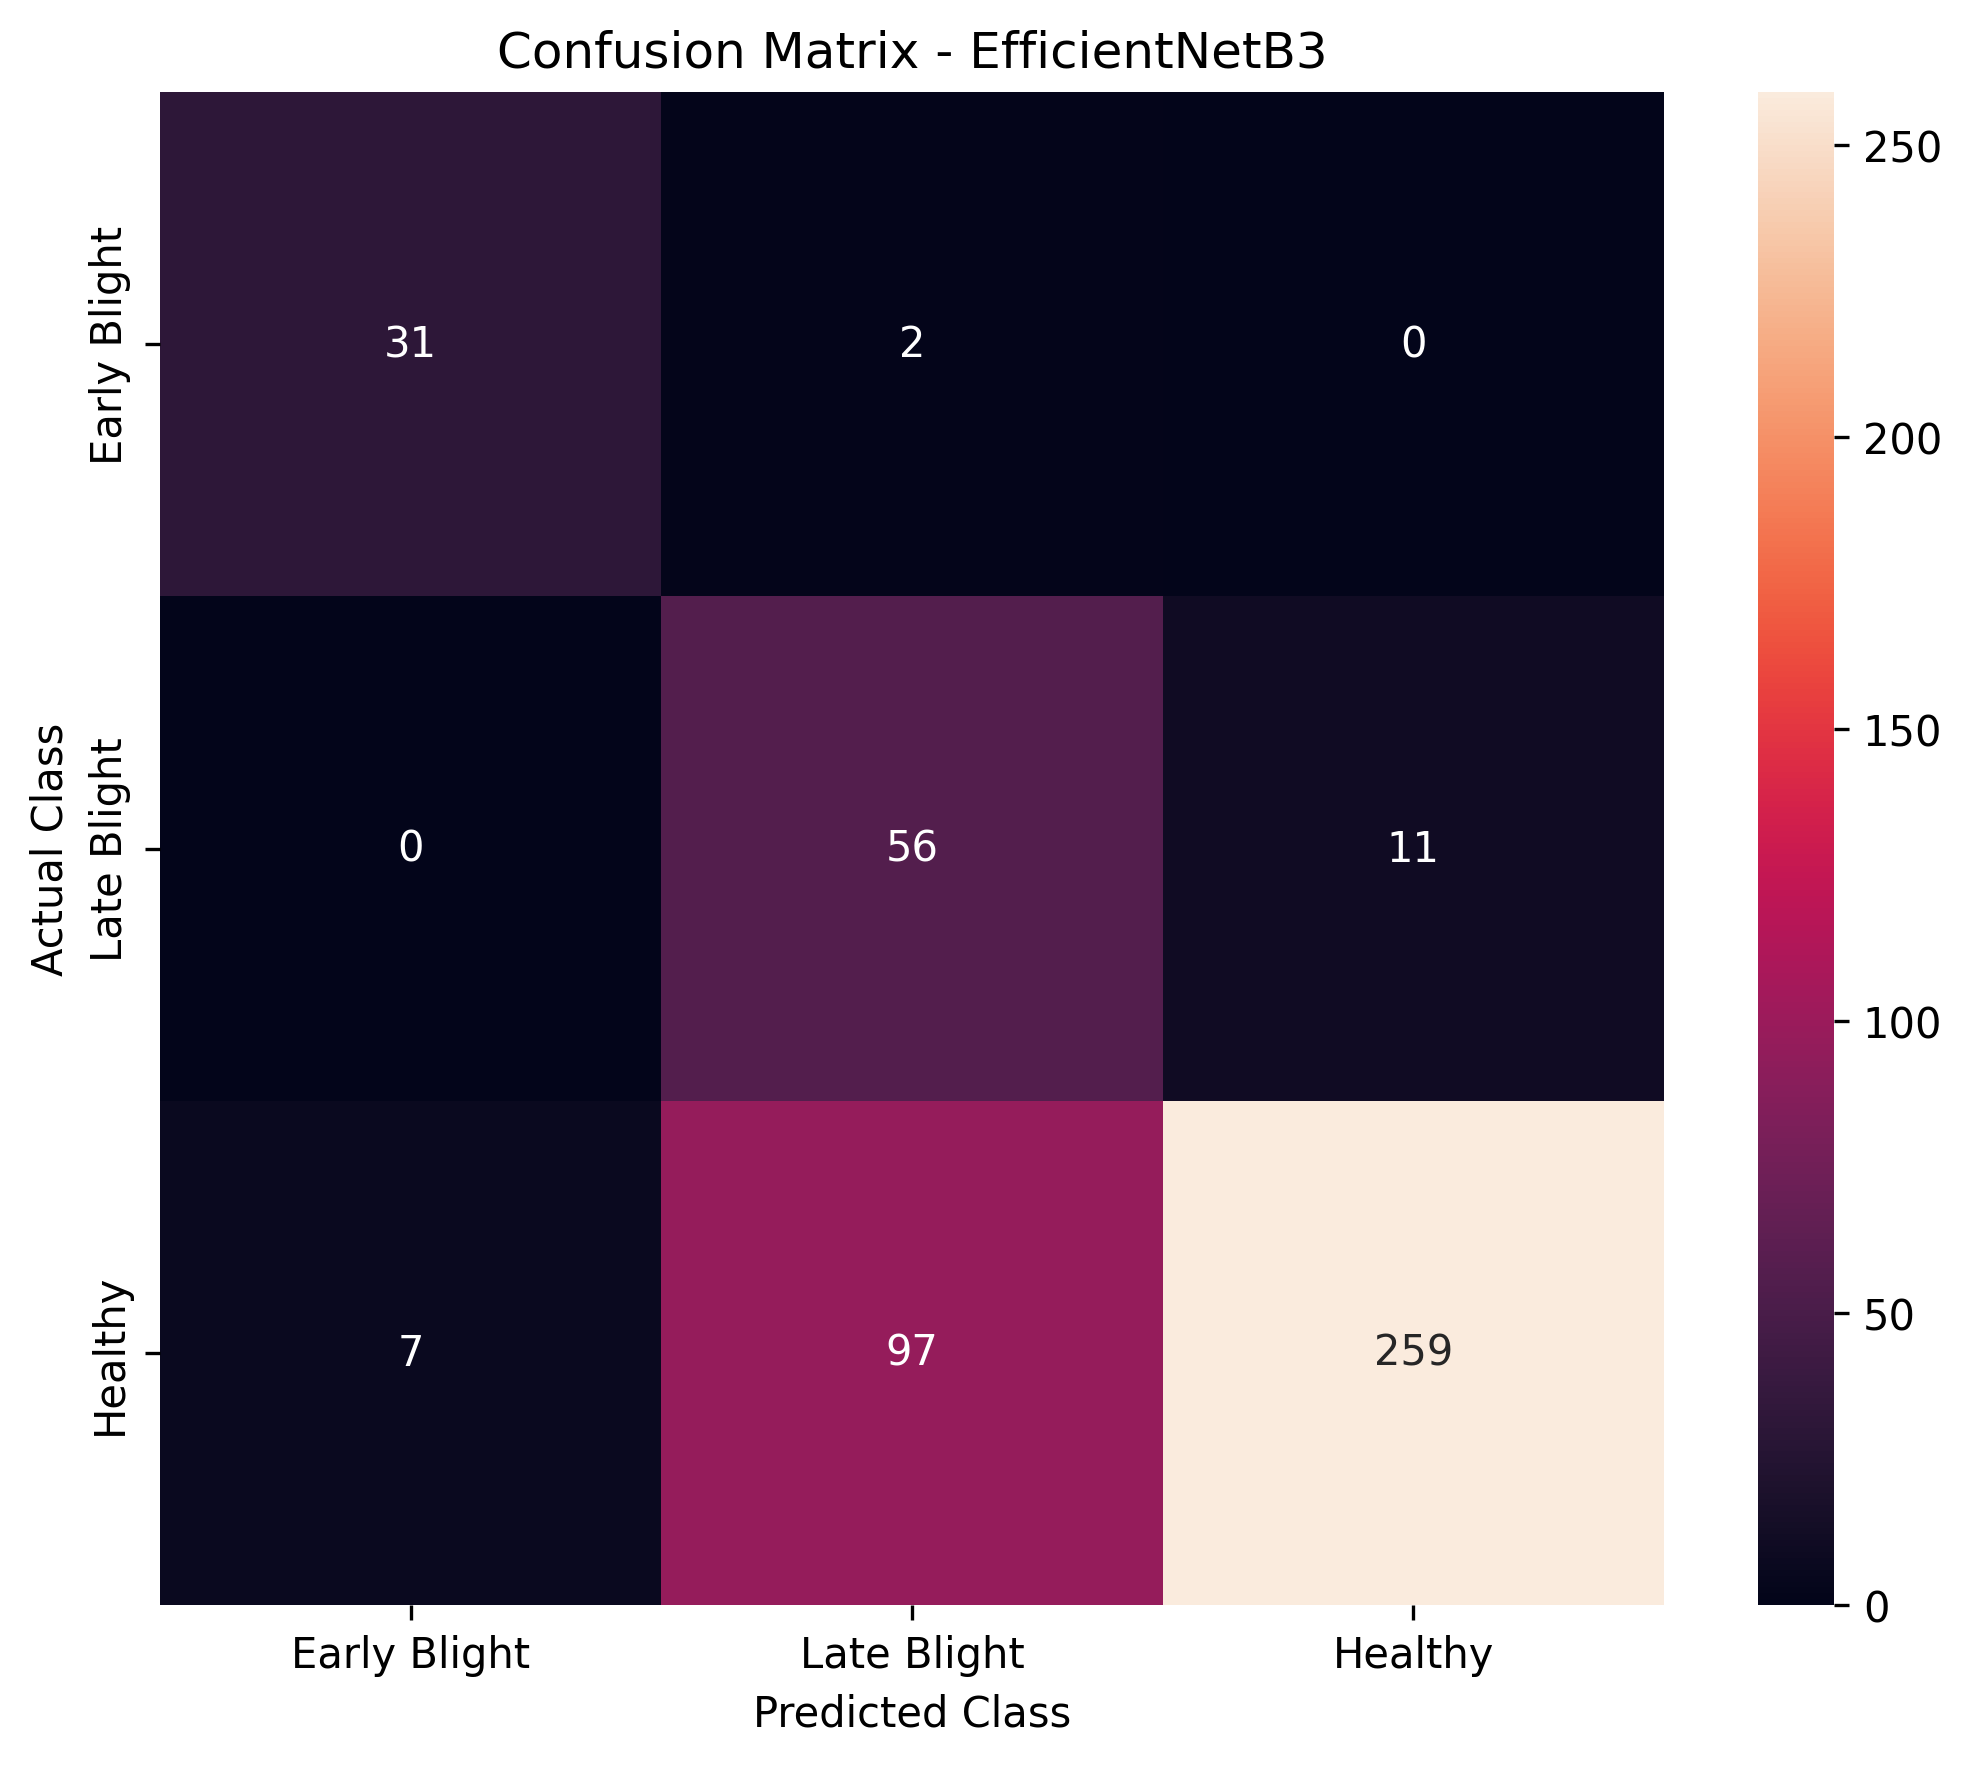 Confusion Matrix - EfficientNetB3
Actual Class
Early Blight
31 2 0
Late Blight
0 56 11
Healthy
7 97 259
Early Blight Late Blight Healthy
Predicted Class
250
200
150
100
50
0